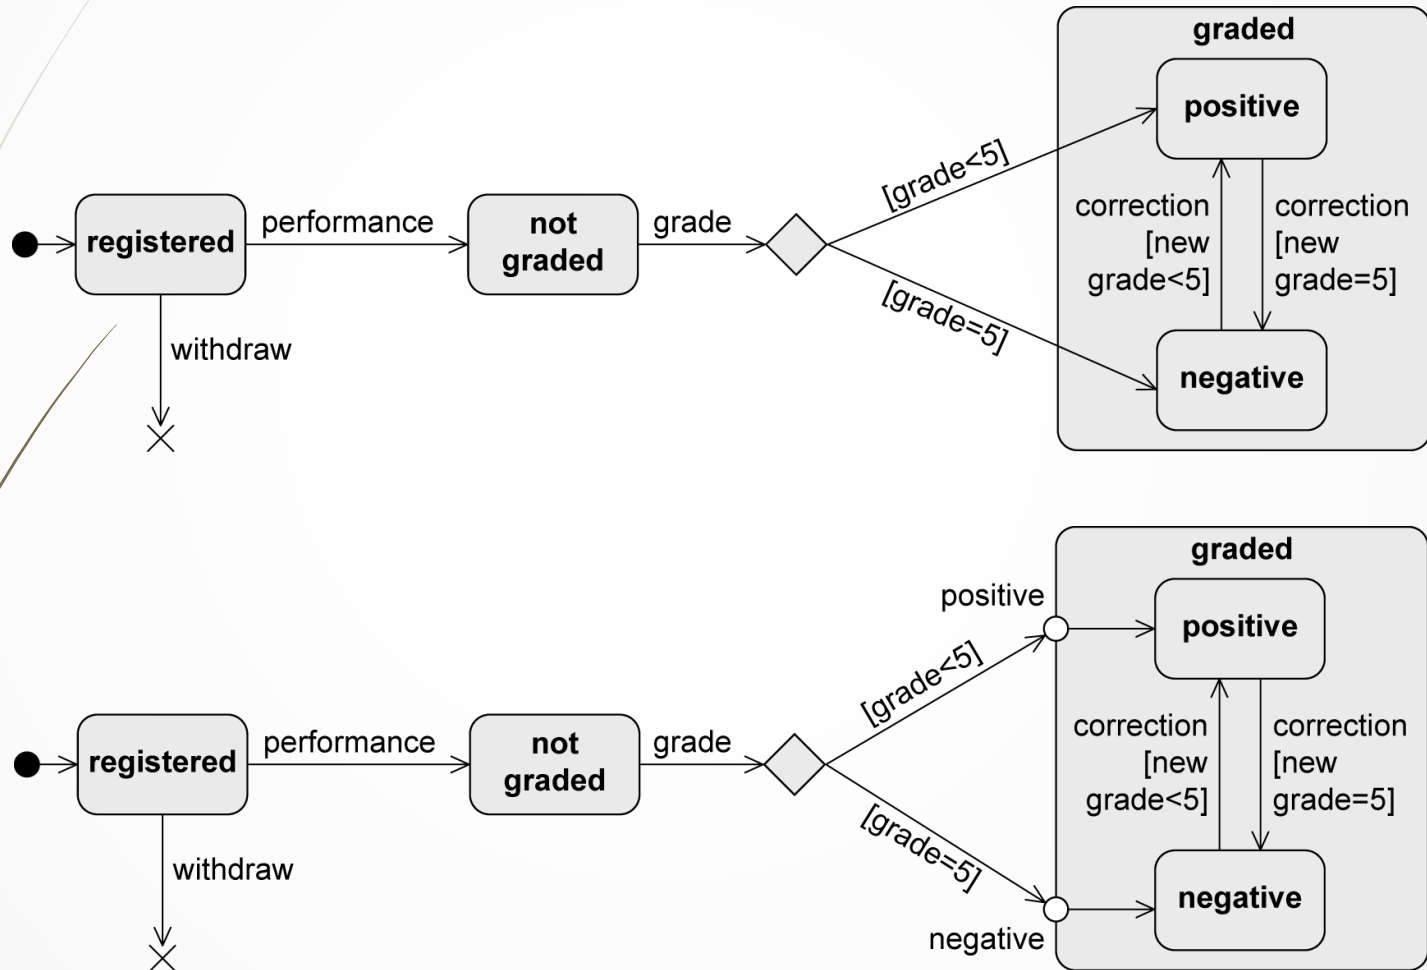 graded
positive
[grade<5]
correction
[new
grade<5]
correction
[new
grade=5]
registered
performance
not
graded
grade
[grade=5]
withdraw
negative
graded
positive
positive
[grade<5]
correction
[new
grade<5]
correction
[new
grade=5]
registered
performance
not
graded
grade
[grade=5]
withdraw
negative
negative